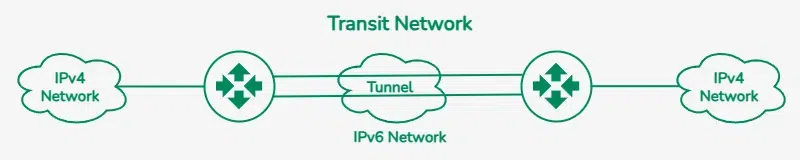 Transit Network
IPv4
Network
Tunnel
IPv4
Network
IPv6 Network